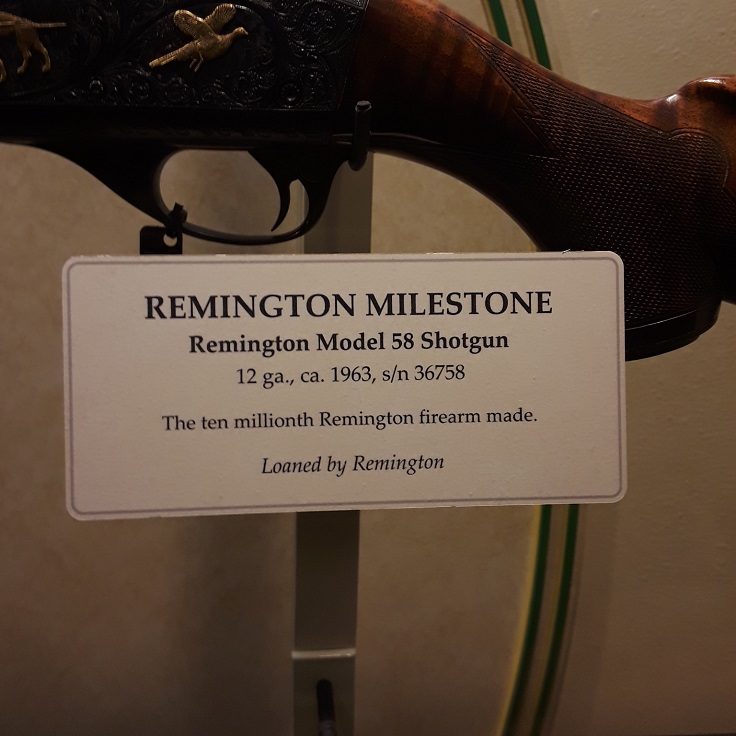 REMINGTON MILESTONE
Remington Model 58 Shotgun
12 ga., ca. 1963, s/n 36758
The ten millionth Remington firearm made.
Loaned by Remington